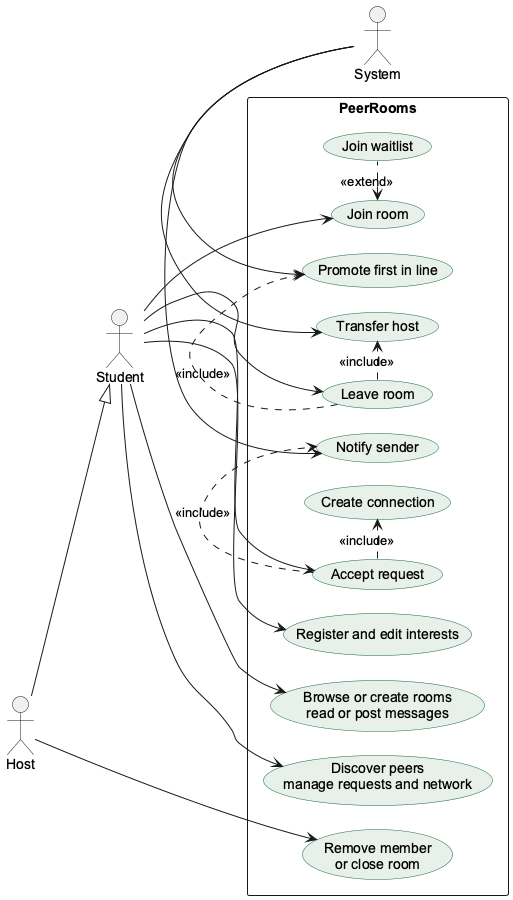 System
PeerRooms
Join waitlist
«extend»
Join room
Promote first in line
Transfer host
«include»
Student
«include»
Leave room
Notify sender
Create connection
«include»
«include»
Accept request
Register and edit interests
Browse or create rooms
read or post messages
Host
Discover peers
manage requests and network
Remove member
or close room